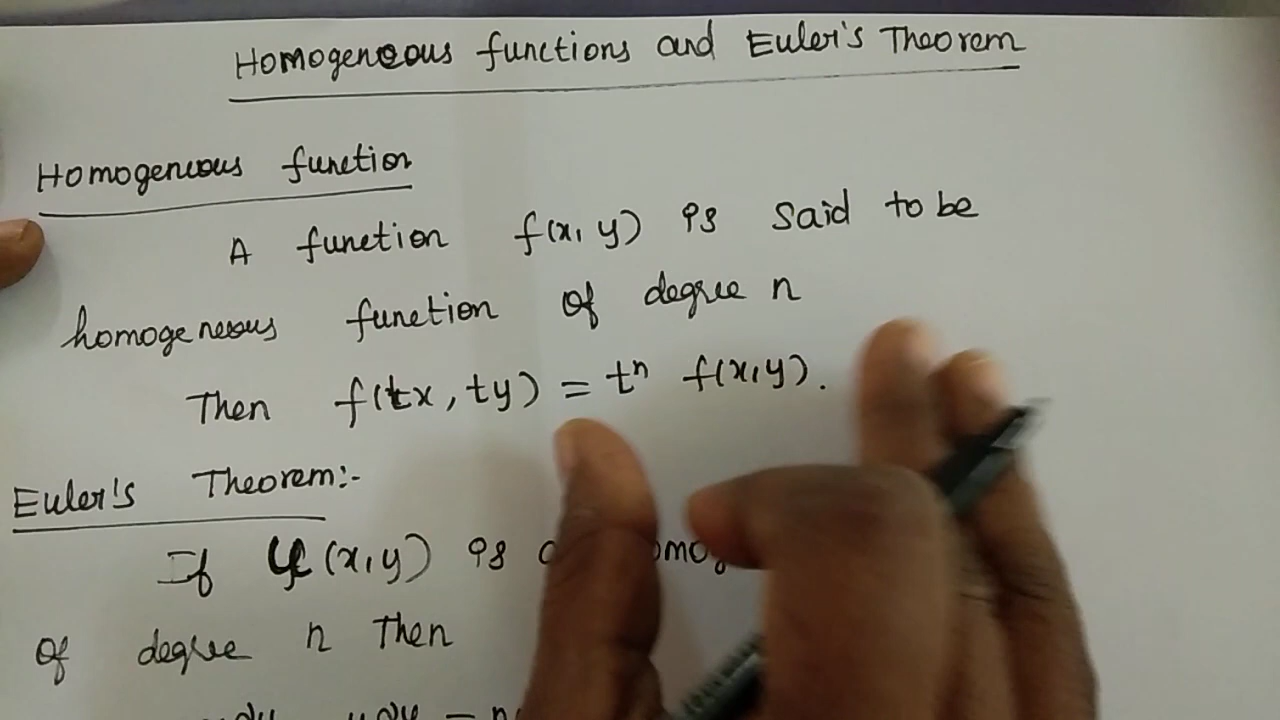 Homogeneous functions and Euler's Theorem
Homogeneous function
A function f(x, y) is said to be
homogeneous function of degree n
Then f(tx, ty) = tⁿ f(x, y).
Euler's Theorem:-
If (x, y) is
of degree n Then